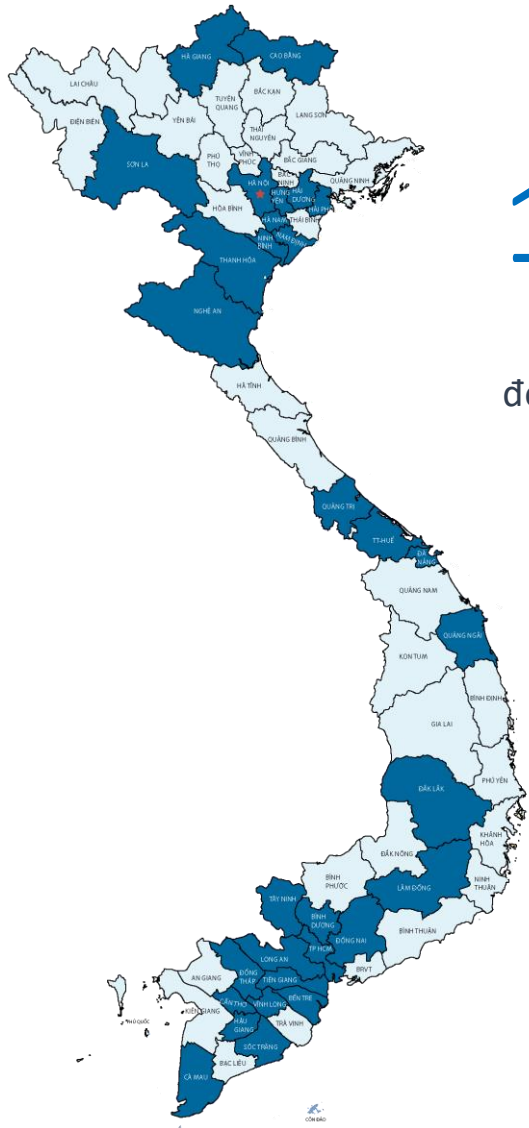 HÀ GIANG
CAO BẰNG
LAI CHÂU
TUYÊN
QUANG
BẮC KẠN
ĐIỆN BIÊN
YÊN BÁI
LẠNG SƠN
THÁI
NGUYÊN
SƠN LA
PHÚ
THỌ
VĨNH
PHÚC
BẮC GIANG
BẮC
NINH
QUẢNG NINH
HÀ NỘI
HƯNG
YÊN
HẢI
DƯƠNG
HẢI PH
HÒA BÌNH
HÀ NAM
THÁI BÌNH
NINH
BÌNH
NAM ĐỊNH
THANH HÓA
NGHỆ AN
HÀ TĨNH
QUẢNG BÌNH
QUẢNG TRỊ
TT-HUẾ
ĐÀ
NẴNG
QUẢNG NAM
QUẢNG NGÃI
KON TUM
BÌNH ĐỊNH
GIA LAI
PHÚ YÊN
ĐẮK LẮK
KHÁNH
HÒA
ĐẮK NÔNG
BÌNH
PHƯỚC
LÂM ĐỒNG
NINH
THUẬN
TÂY NINH
BÌNH
DƯƠNG
ĐỒNG NAI
BÌNH THUẬN
TP HCM
LONG AN
BRVT
AN GIANG
ĐỒNG
THÁP
TIỀN GIANG
BẾN TRE
CẦN THƠ
VĨNH LONG
KIÊN GIANG
PHÚ QUỐC
HẬU
GIANG
TRÀ VINH
SÓC TRĂNG
BẠC LIÊU
CÀ MAU
CÔN ĐẢO